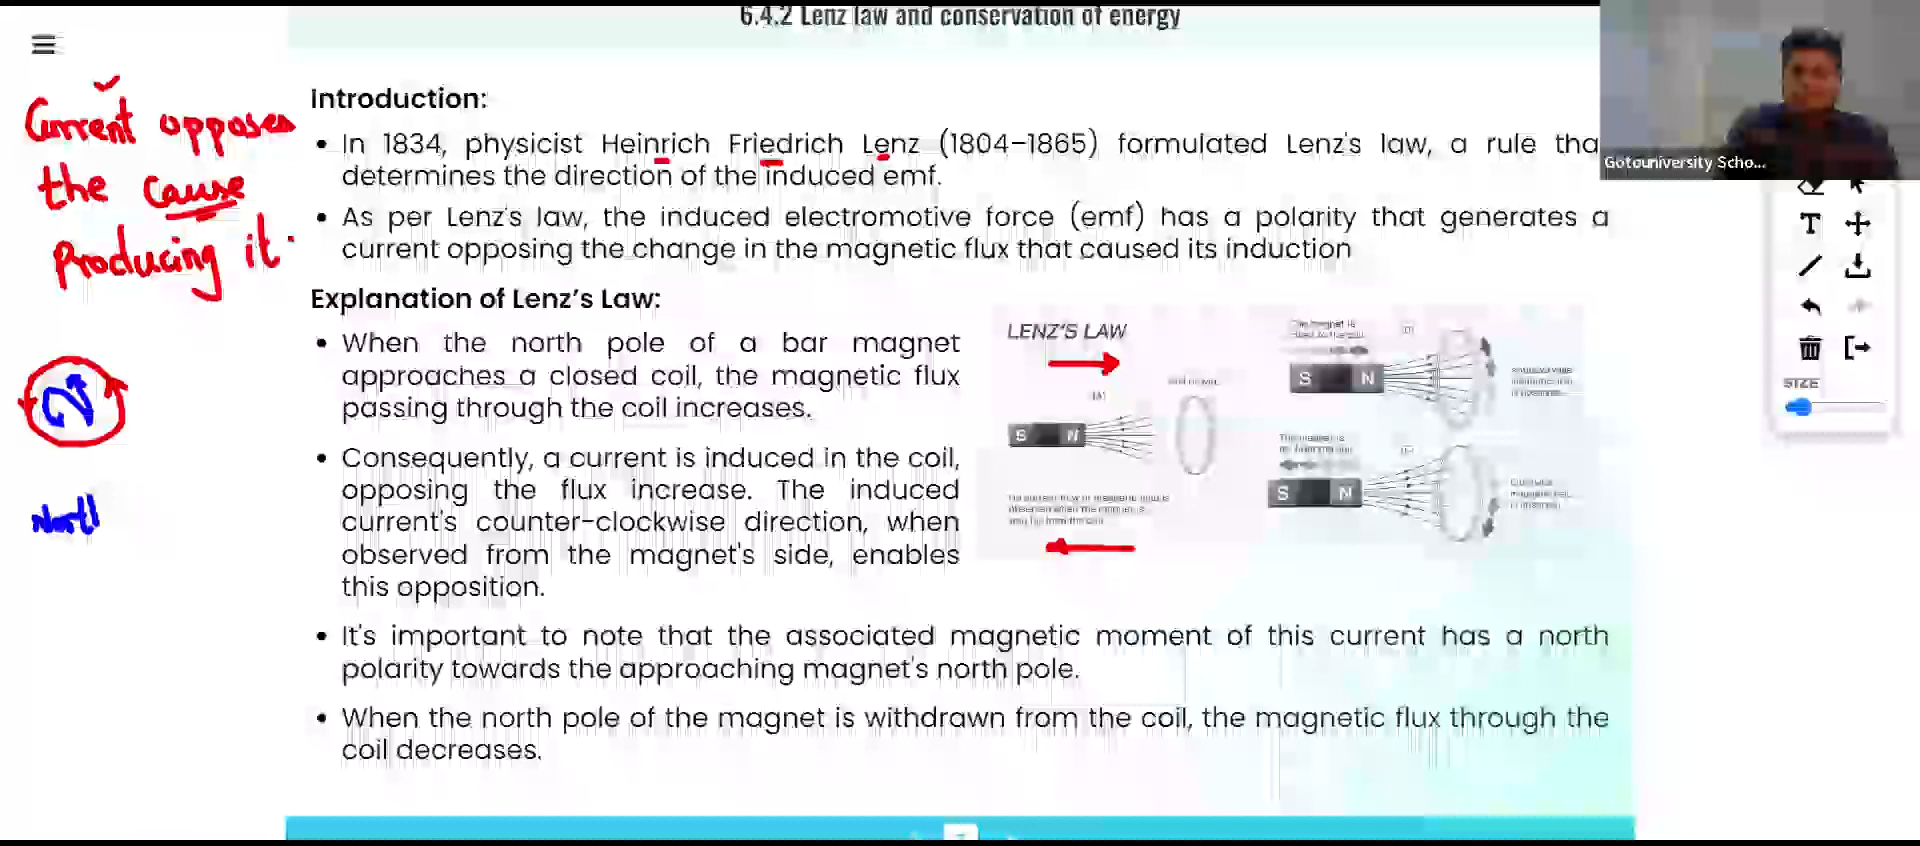 6.4.2 Lenz law and conservation of energy
Current opposes
the cause
Producing it.
N
North
Introduction:
• In 1834, physicist Heinrich Friedrich Lenz (1804–1865) formulated Lenz's law, a rule tha
determines the direction of the induced emf.
• As per Lenz's law, the induced electromotive force (emf) has a polarity that generates a
current opposing the change in the magnetic flux that caused its induction
Explanation of Lenz's Law:
• When the north pole of a bar magnet
approaches a closed coil, the magnetic flux
passing through the coil increases.
• Consequently, a current is induced in the coil,
opposing the flux increase. The induced
current's counter-clockwise direction, when
observed from the magnet's side, enables
this opposition.
LENZ'S LAW
S N
S N
S N
• It's important to note that the associated magnetic moment of this current has a north
polarity towards the approaching magnet's north pole.
• When the north pole of the magnet is withdrawn from the coil, the magnetic flux through the
coil decreases.
Gotouniversity Scho...
T
SIZE